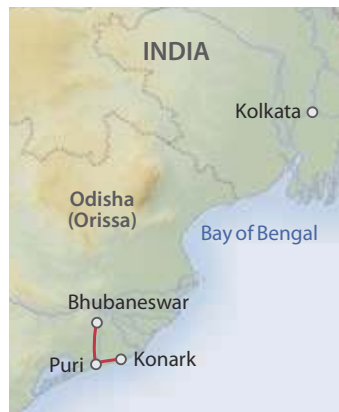 INDIA
Kolkata
Odisha
(Orissa)
Bay of Bengal
Bhubaneswar
Puri
Konark